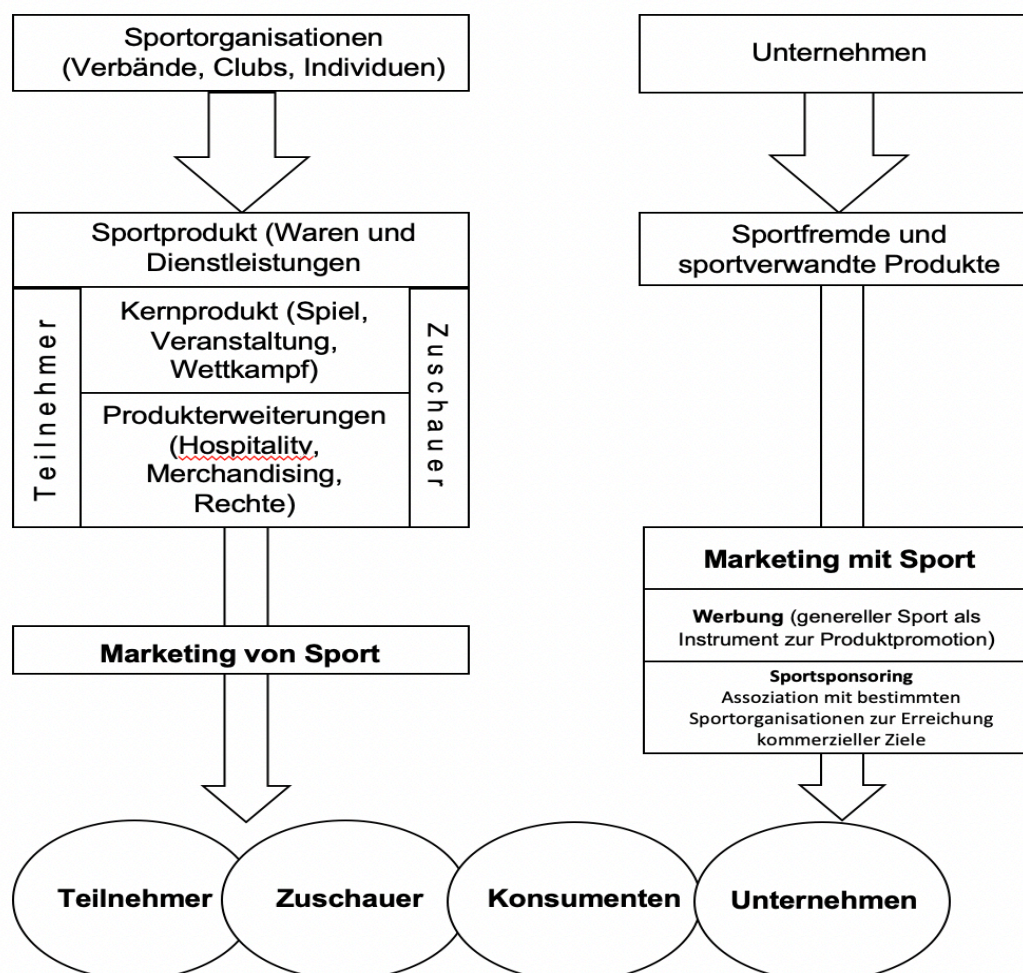 Sportorganisationen
(Verbände, Clubs, Individuen)
Unternehmen
Sportprodukt (Waren und
Dienstleistungen
Sportfremde und
sportverwandte Produkte
Teilnehmer
Kernprodukt (Spiel,
Veranstaltung,
Wettkampf)
Produkterweiterungen
(Hospitality,
Merchandising,
Rechte)
Zuschauer
Marketing von Sport
Marketing mit Sport
Werbung (genereller Sport als
Instrument zur Produktpromotion)
Sportsponsoring
Assoziation mit bestimmten
Sportorganisationen zur Erreichung
kommerzieller Ziele
Teilnehmer
Zuschauer
Konsumenten
Unternehmen